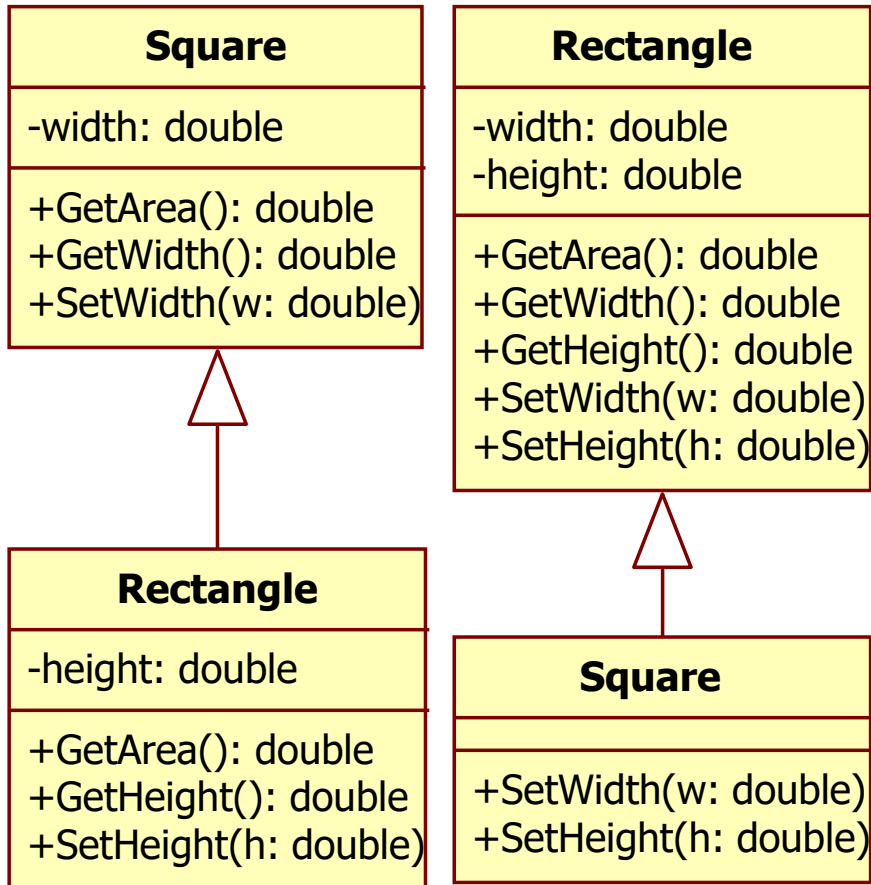 Square
-width: double
+GetArea(): double
+GetWidth(): double
+SetWidth(w: double)
Rectangle
-height: double
+GetArea(): double
+GetHeight(): double
+SetHeight(h: double)
Rectangle
-width: double
-height: double
+GetArea(): double
+GetWidth(): double
+GetHeight(): double
+SetWidth(w: double)
+SetHeight(h: double)
Square
+SetWidth(w: double)
+SetHeight(h: double)